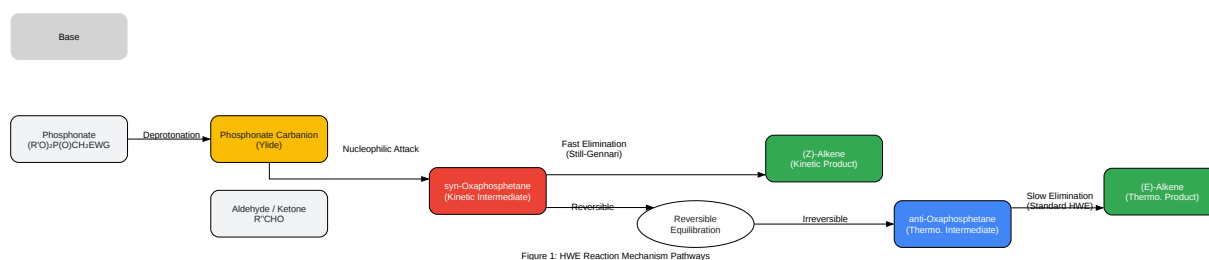 Base
Phosphonate
(R'O)₂P(O)CH₂EWG
Deprotonation
Phosphonate Carbanion
(Ylide)
Aldehyde / Ketone
R''CHO
Nucleophilic Attack
syn-Oxaphosphetane
(Kinetic Intermediate)
Fast Elimination
(Still-Gennari)
(Z)-Alkene
(Kinetic Product)
Reversible
Reversible
Equilibration
Irreversible
anti-Oxaphosphetane
(Thermo. Intermediate)
Slow Elimination
(Standard HWE)
(E)-Alkene
(Thermo. Product)
Figure 1: HWE Reaction Mechanism Pathways